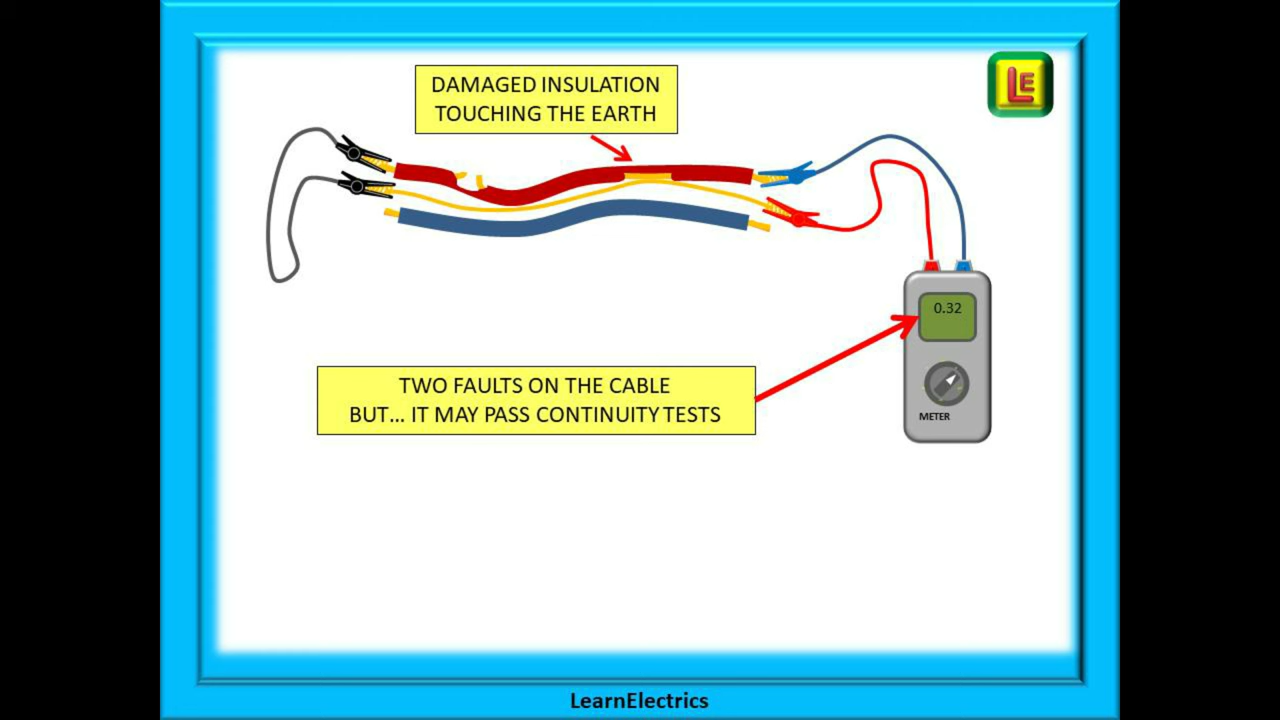 DAMAGED INSULATION
TOUCHING THE EARTH
LE
0.32
TWO FAULTS ON THE CABLE
BUT... IT MAY PASS CONTINUITY TESTS
METER
LearnElectrics